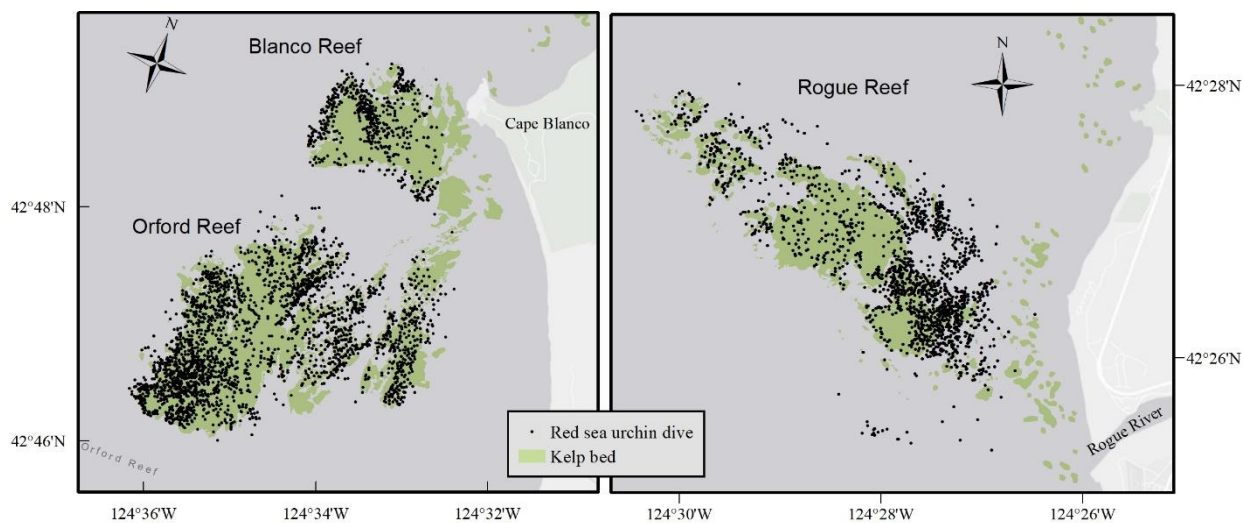 N
Blanco Reef
Cape Blanco
42°48'N
Orford Reef
42°46'N
Orford Reef
124°36'W
124°34'W
124°32'W
N
Rogue Reef
42°28'N
42°26'N
Rogue River
124°30'W
124°28'W
124°26'W
Red sea urchin dive
Kelp bed